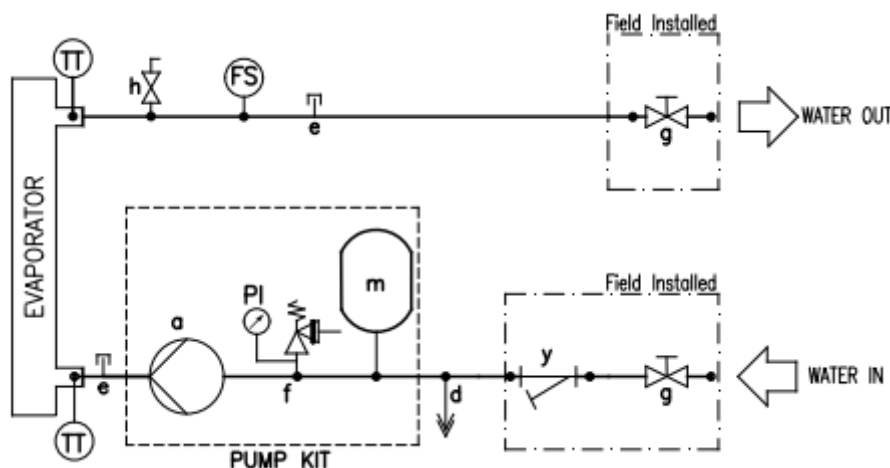 Field Installed
TT
h
FS
e
g
WATER OUT
EVAPORATOR
Field Installed
PI
m
a
y
e
f
d
g
WATER IN
TT
PUMP KIT